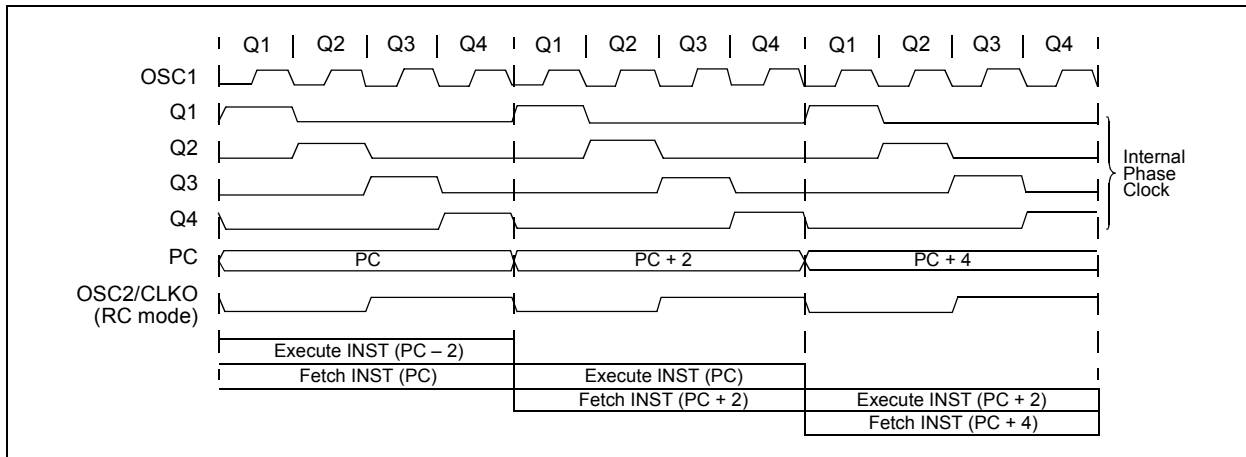 Q1 Q2 Q3 Q4 Q1 Q2 Q3 Q4 Q1 Q2 Q3 Q4
OSC1
Q1
Q2
Q3
Q4
Internal
Phase
Clock
PC PC PC + 2 PC + 4
OSC2/CLKO
(RC mode)
Execute INST (PC – 2)
Fetch INST (PC) Execute INST (PC)
Fetch INST (PC + 2) Execute INST (PC + 2)
Fetch INST (PC + 4)